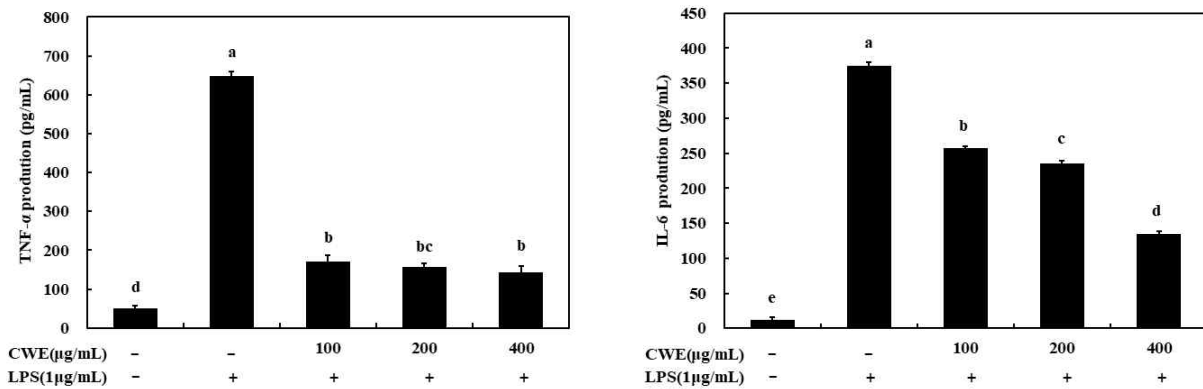 TNF-α prodution (pg/mL)
800
700
600
500
400
300
200
100
0
d
a
b
bc
b
CWE(μg/mL) − − 100 200 400
LPS(1μg/mL) − + + + +
IL-6 prodution (pg/mL)
450
400
350
300
250
200
150
100
50
0
e
a
b
c
d
CWE(μg/mL) − − 100 200 400
LPS(1μg/mL) − + + + +